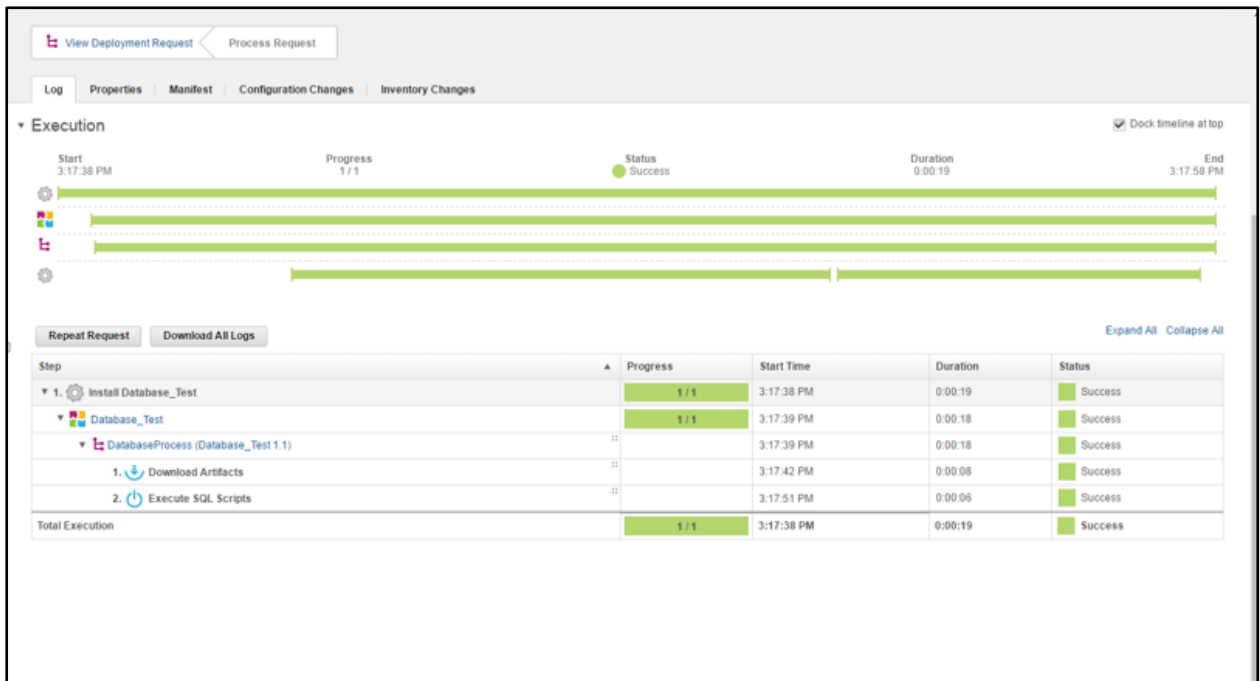 View Deployment Request Process Request
Log Properties Manifest Configuration Changes Inventory Changes
Execution Dock timeline at top
Start Progress Status Duration End
3:17:38 PM 1 / 1 Success 0:00:19 3:17:58 PM
Repeat Request Download All Logs Expand All Collapse All
Step Progress Start Time Duration Status
1. Install Database_Test 1 / 1 3:17:38 PM 0:00:19 Success
Database_Test 1 / 1 3:17:39 PM 0:00:18 Success
DatabaseProcess (Database_Test 1.1) 3:17:39 PM 0:00:18 Success
1. Download Artifacts 3:17:42 PM 0:00:08 Success
2. Execute SQL Scripts 3:17:51 PM 0:00:06 Success
Total Execution 1 / 1 3:17:38 PM 0:00:19 Success